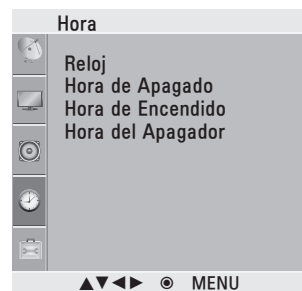 Hora
Reloj
Hora de Apagado
Hora de Encendido
Hora del Apagador
▲▼◄► ◉ MENU